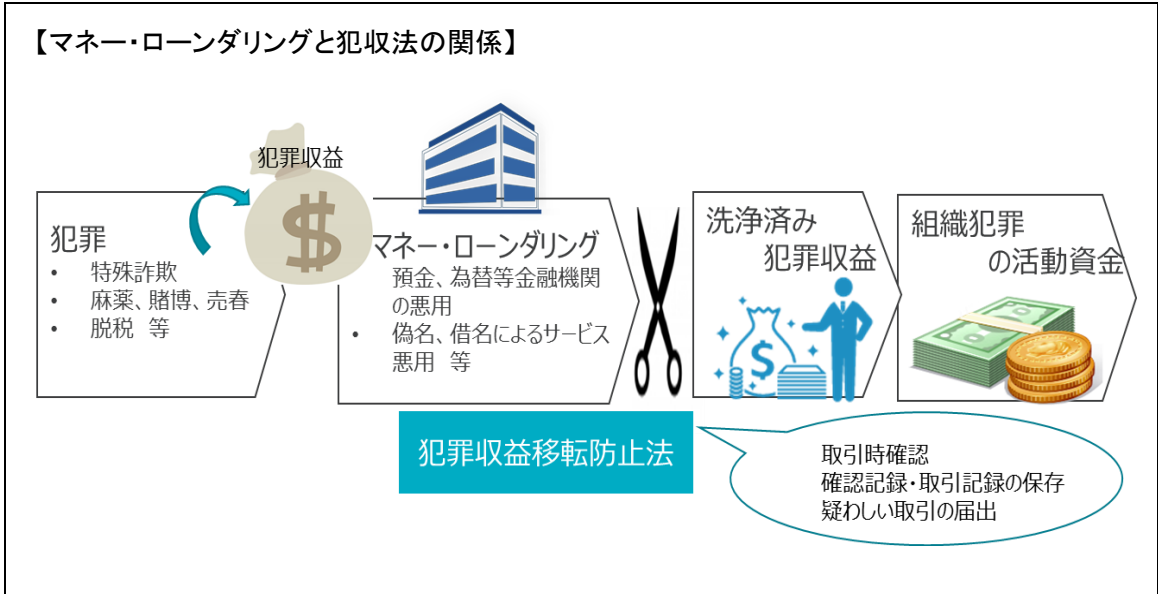 【マネー・ローンダリングと犯収法の関係】
犯罪収益
犯罪
• 特殊詐欺
• 麻薬、賭博、売春
• 脱税 等
マネー・ローンダリング
預金、為替等金融機関
の悪用
• 偽名、借名によるサービス
悪用 等
洗浄済み
犯罪収益
組織犯罪
の活動資金
犯罪収益移転防止法
取引時確認
確認記録・取引記録の保存
疑わしい取引の届出